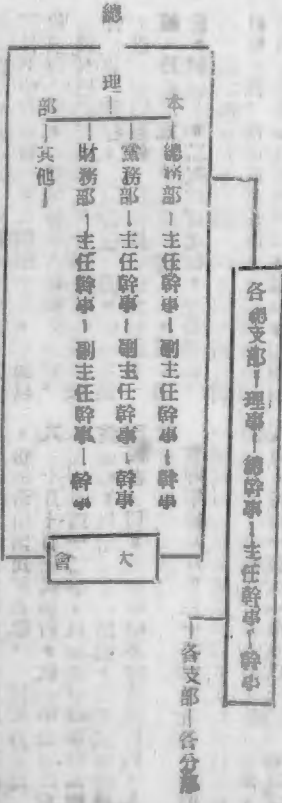 各總支部—理事—總幹事—主任幹事—幹事
各支部—各分部
總理
本部
總務部—主任幹事—副主任幹事—幹事
黨務部—主任幹事—副主任幹事—幹事
財務部—主任幹事—副主任幹事—幹事
其他
大會